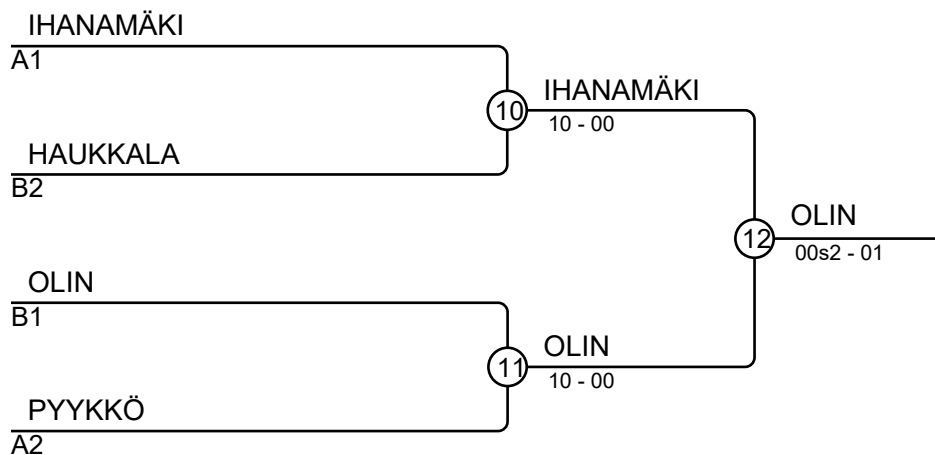 IHANAMÄKI
A1
10
IHANAMÄKI
10 - 00
HAUKKALA
B2
12
OLIN
00s2 - 01
OLIN
B1
11
OLIN
10 - 00
PYYKKÖ
A2